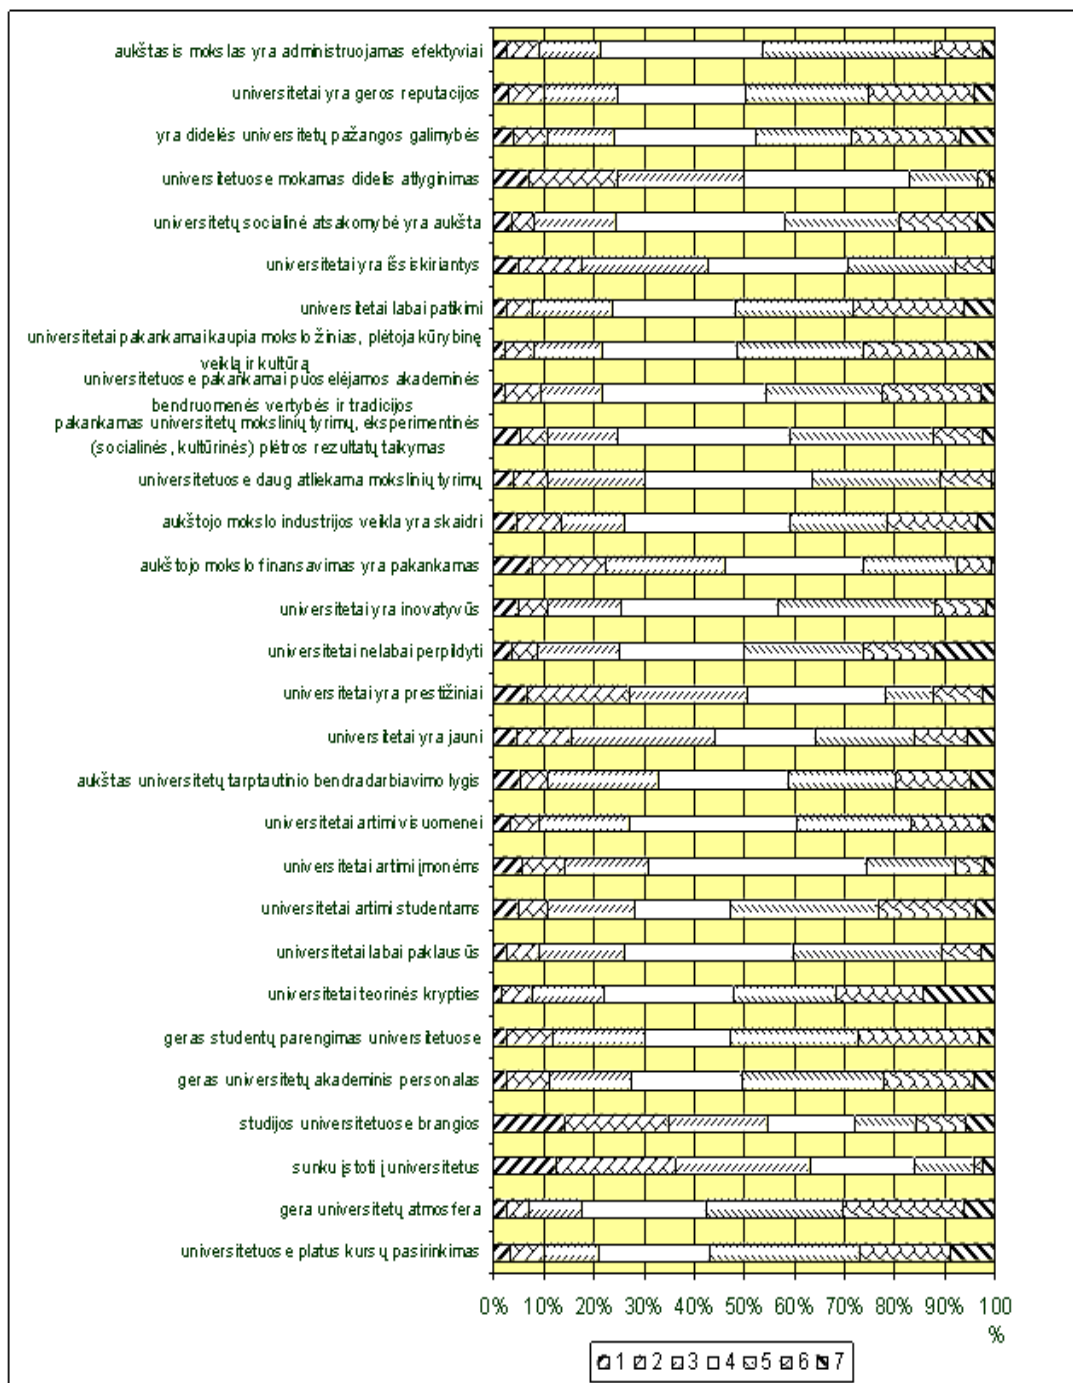 aukštasis mokslas yra administruojamas efektyviai
universitetai yra geros reputacijos
yra didelės universitetų pažangos galimybės
universitetuose mokamas didelis atlyginimas
universitetų socialinė atsakomybė yra aukšta
universitetai yra išsiskiriantys
universitetai labai patikimi
universitetai pakankamai kaupia mokslo žinias, plėtoja kūrybinę
veiklą ir kultūrą
universitetuose pakankamai puoselėjamos akademinės
bendruomenės vertybės ir tradicijos
pakankamas universitetų mokslinių tyrimų, eksperimentinės
(socialinės, kultūrinės) plėtros rezultatų taikymas
universitetuose daug atliekama mokslinių tyrimų
aukštojo mokslo industrijos veikla yra skaidri
aukštojo mokslo finansavimas yra pakankamas
universitetai yra inovatyvūs
universitetai nelabai perpildyti
universitetai yra prestižiniai
universitetai yra jauni
aukštas universitetų tarptautinio bendradarbiavimo lygis
universitetai artimi visuomenei
universitetai artimi įmonėms
universitetai artimi studentams
universitetai labai paklausūs
universitetai teorinės krypties
geras studentų parengimas universitetuose
geras universitetų akademinis personalas
studijos universitetuose brangios
sunku įstoti į universitetus
gera universitetų atmosfera
universitetuose platus kursų pasirinkimas
0% 10% 20% 30% 40% 50% 60% 70% 80% 90% 100
%
1 2 3 4 5 6 7